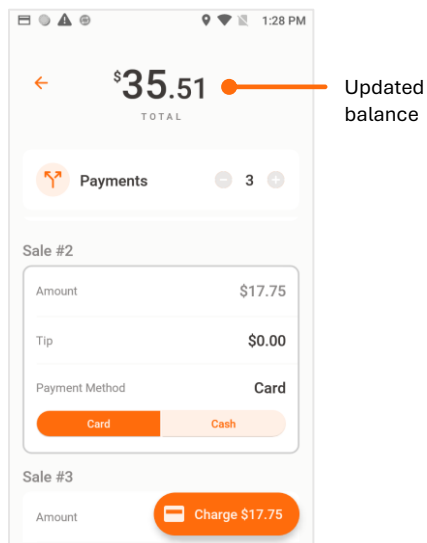 1:28 PM
$35.51
TOTAL
Updated
balance
Payments 3
Sale #2
Amount $17.75
Tip $0.00
Payment Method Card
Card Cash
Sale #3
Amount
Charge $17.75